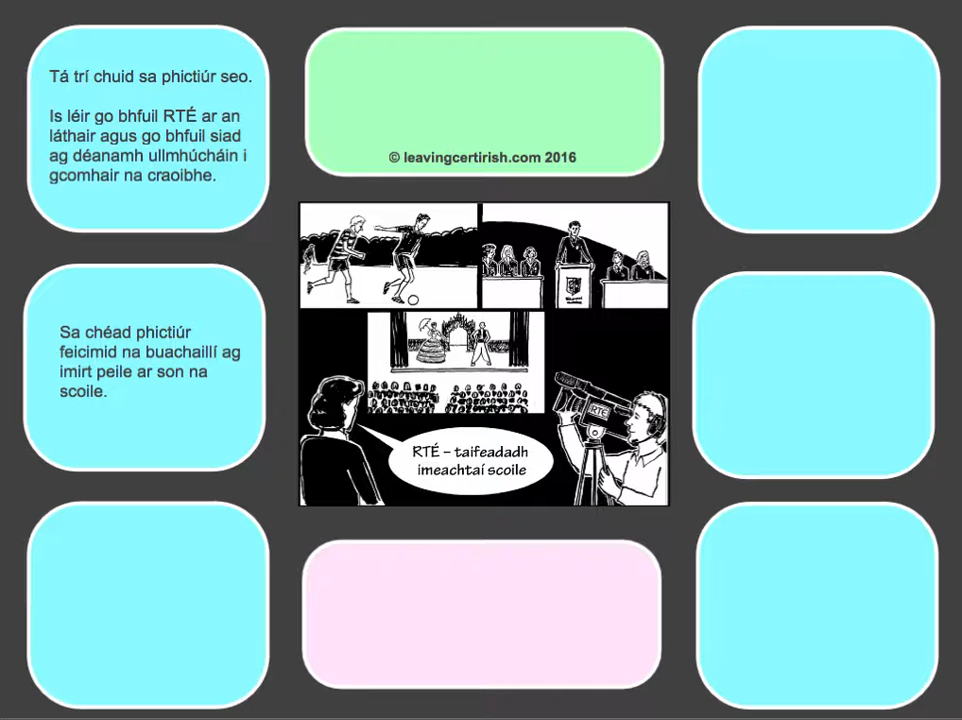 Tá trí chuid sa phictiúr seo.
Is léir go bhfuil RTÉ ar an
láthair agus go bhfuil siad
ag déanamh ullmhúcháin i
gcomhair na craoibhe.
© leavingcertirish.com 2016
Sa chéad phictiúr
feicimid na buachaillí ag
imirt peile ar son na
scoile.
RTÉ
RTÉ – taifeadadh
imeachtaí scoile